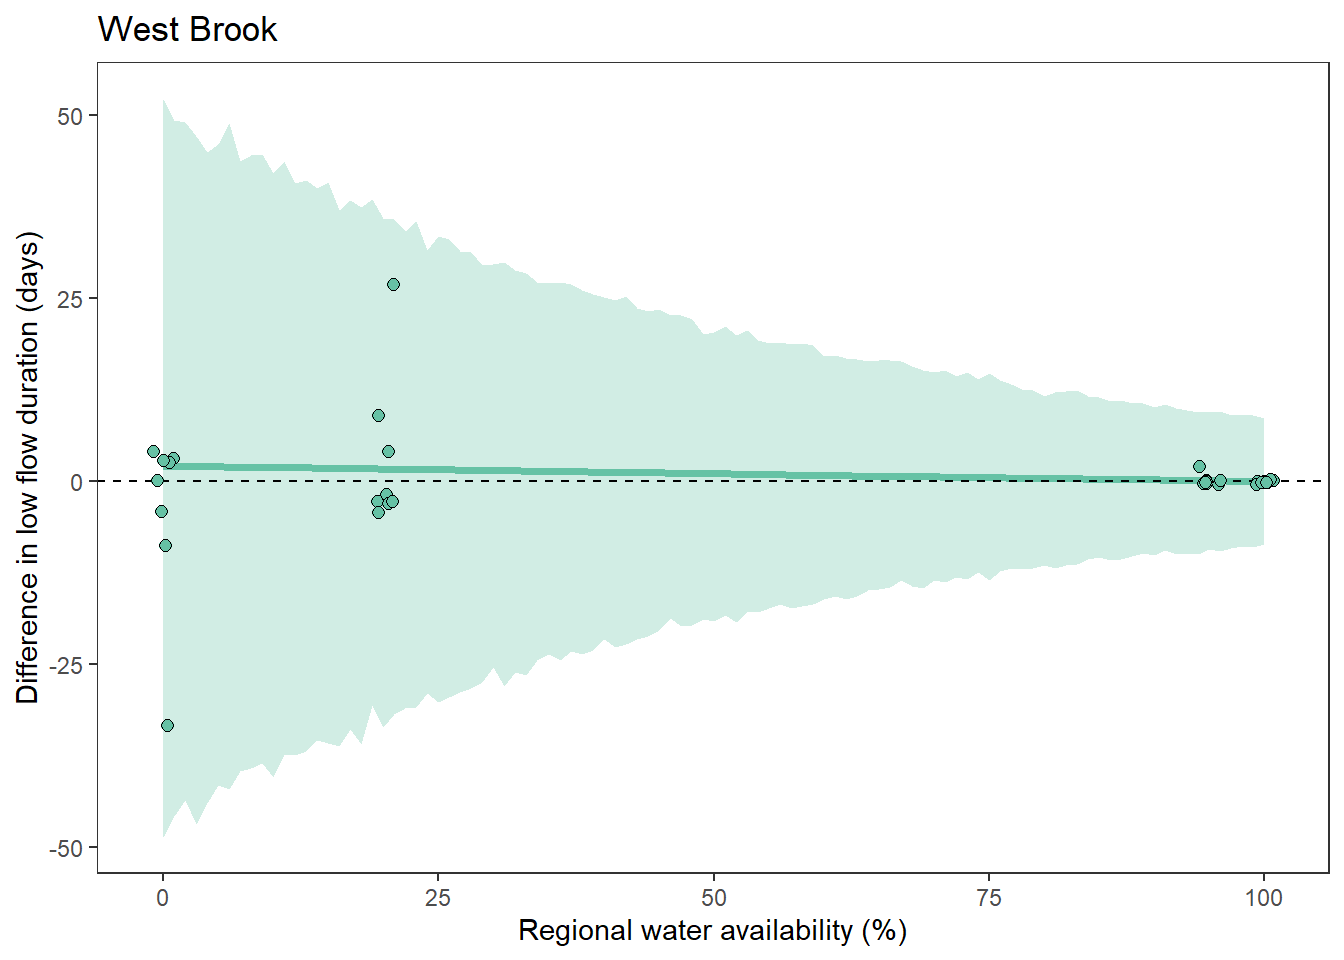 West Brook
Difference in low flow duration (days)
50
25
0
-25
-50
0 25 50 75 100
Regional water availability (%)